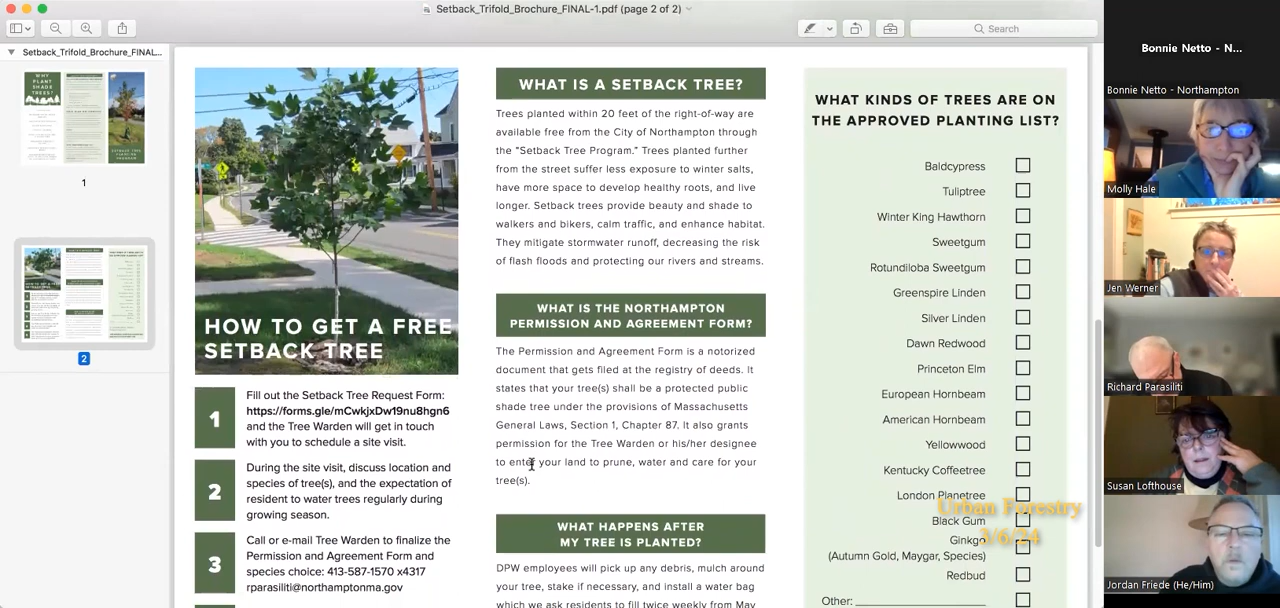 Setback_Trifold_Brochure_FINAL-1.pdf (page 2 of 2)
Search
Setback_Trifold_Brochure_FINAL...
WHY
PLANT
SHADE
TREES?
1
2
HOW TO GET A FREE
SETBACK TREE
1
Fill out the Setback Tree Request Form:
https://forms.gle/mCwkjxDw19nu8hgn6
and the Tree Warden will get in touch
with you to schedule a site visit.
2
During the site visit, discuss location and
species of tree(s), and the expectation of
resident to water trees regularly during
growing season.
3
Call or e-mail Tree Warden to finalize the
Permission and Agreement Form and
species choice: 413-587-1570 x4317
rparasiliti@northamptonma.gov
WHAT IS A SETBACK TREE?
Trees planted within 20 feet of the right-of-way are
available free from the City of Northampton through
the "Setback Tree Program." Trees planted further
from the street suffer less exposure to winter salts,
have more space to develop healthy roots, and live
longer. Setback trees provide beauty and shade to
walkers and bikers, calm traffic, and enhance habitat.
They mitigate stormwater runoff, decreasing the risk
of flash floods and protecting our rivers and streams.
WHAT IS THE NORTHAMPTON
PERMISSION AND AGREEMENT FORM?
The Permission and Agreement Form is a notorized
document that gets filed at the registry of deeds. It
states that your tree(s) shall be a protected public
shade tree under the provisions of Massachusetts
General Laws, Section 1, Chapter 87. It also grants
permission for the Tree Warden or his/her designee
to enter your land to prune, water and care for your
tree(s).
WHAT HAPPENS AFTER
MY TREE IS PLANTED?
DPW employees will pick up any debris, mulch around
your tree, stake if necessary, and install a water bag
which we ask residents to fill twice weekly from May
WHAT KINDS OF TREES ARE ON
THE APPROVED PLANTING LIST?
Baldcypress
Tuliptree
Winter King Hawthorn
Sweetgum
Rotundiloba Sweetgum
Greenspire Linden
Silver Linden
Dawn Redwood
Princeton Elm
European Hornbeam
American Hornbeam
Yellowwood
Kentucky Coffeetree
London Planetree
Black Gum
Ginkgo
(Autumn Gold, Maygar, Species)
Redbud
Other:
Urban Forestry
3/6/24
Bonnie Netto - N...
Bonnie Netto - Northampton
Molly Hale
Jen Werner
Richard Parasiliti
Susan Lofthouse
Jordan Friede (He/Him)